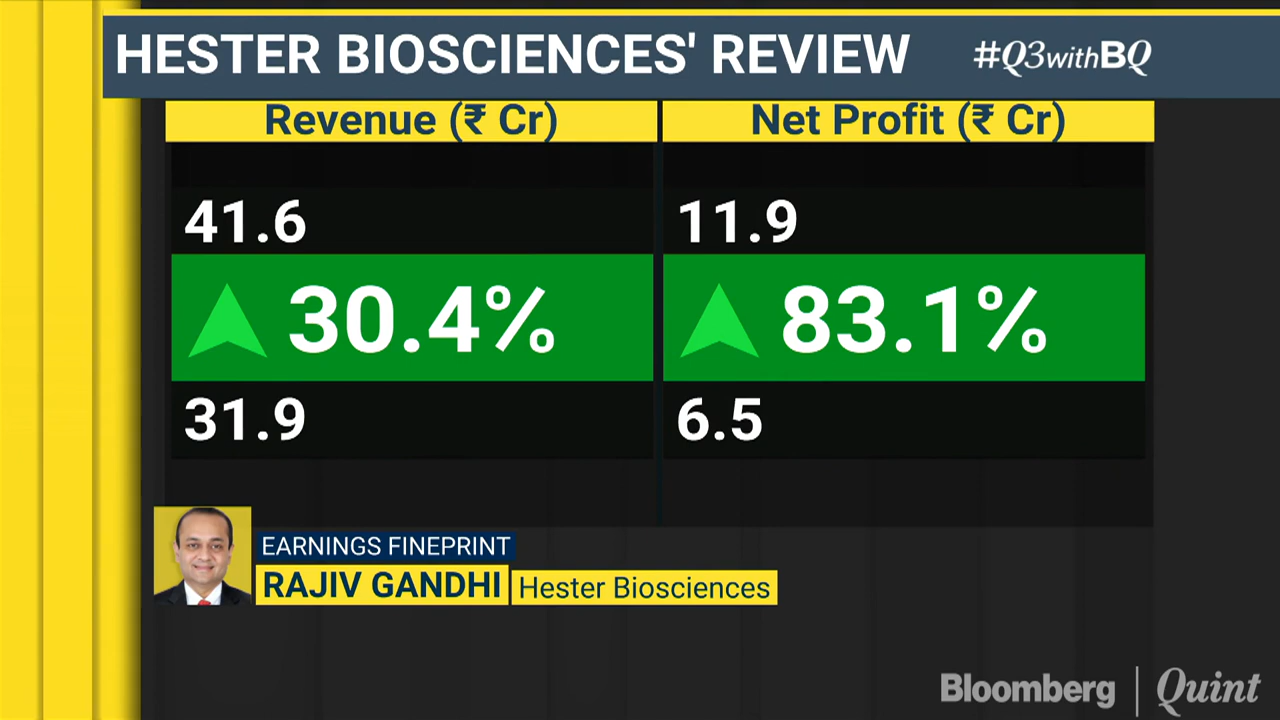 HESTER BIOSCIENCES' REVIEW #Q3withBQ
Revenue (₹ Cr) Net Profit (₹ Cr)
41.6 11.9
30.4% 83.1%
31.9 6.5
EARNINGS FINEPRINT
RAJIV GANDHI Hester Biosciences
Bloomberg | Quint